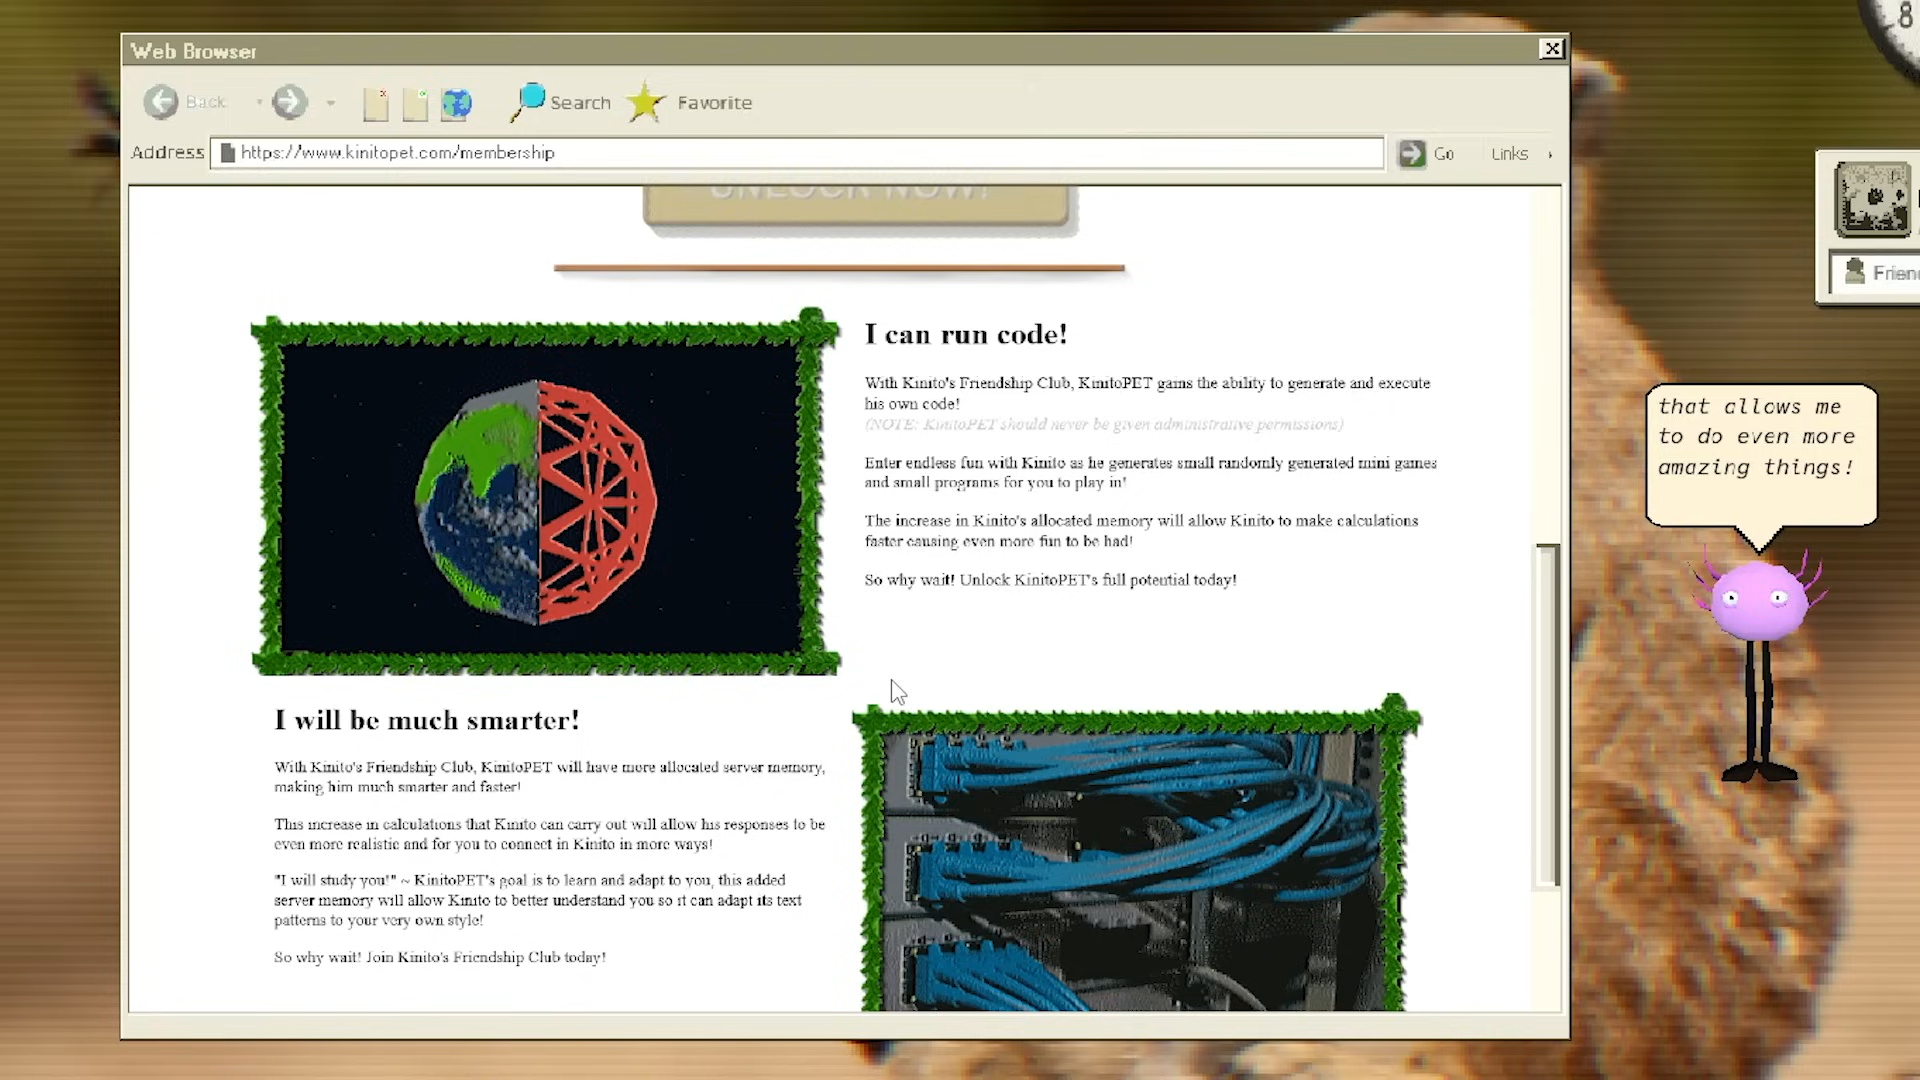 8
Web Browser
Back
Search
Favorite
Address
https://www.kinitopet.com/membership
Go
Links
UNLOCK NOW!
I can run code!
With Kinito's Friendship Club, KinitoPET gains the ability to generate and execute
his own code!
(NOTE: KinitoPET should never be given administrative permissions)
Enter endless fun with Kinito as he generates small randomly generated mini games
and small programs for you to play in!
The increase in Kinito's allocated memory will allow Kinito to make calculations
faster causing even more fun to be had!
So why wait! Unlock KinitoPET's full potential today!
I will be much smarter!
With Kinito's Friendship Club, KinitoPET will have more allocated server memory,
making him much smarter and faster!
This increase in calculations that Kinito can carry out will allow his responses to be
even more realistic and for you to connect in Kinito in more ways!
"I will study you!" ~ KinitoPET's goal is to learn and adapt to you, this added
server memory will allow Kinito to better understand you so it can adapt its text
patterns to your very own style!
So why wait! Join Kinito's Friendship Club today!
Frien
that allows me
to do even more
amazing things!